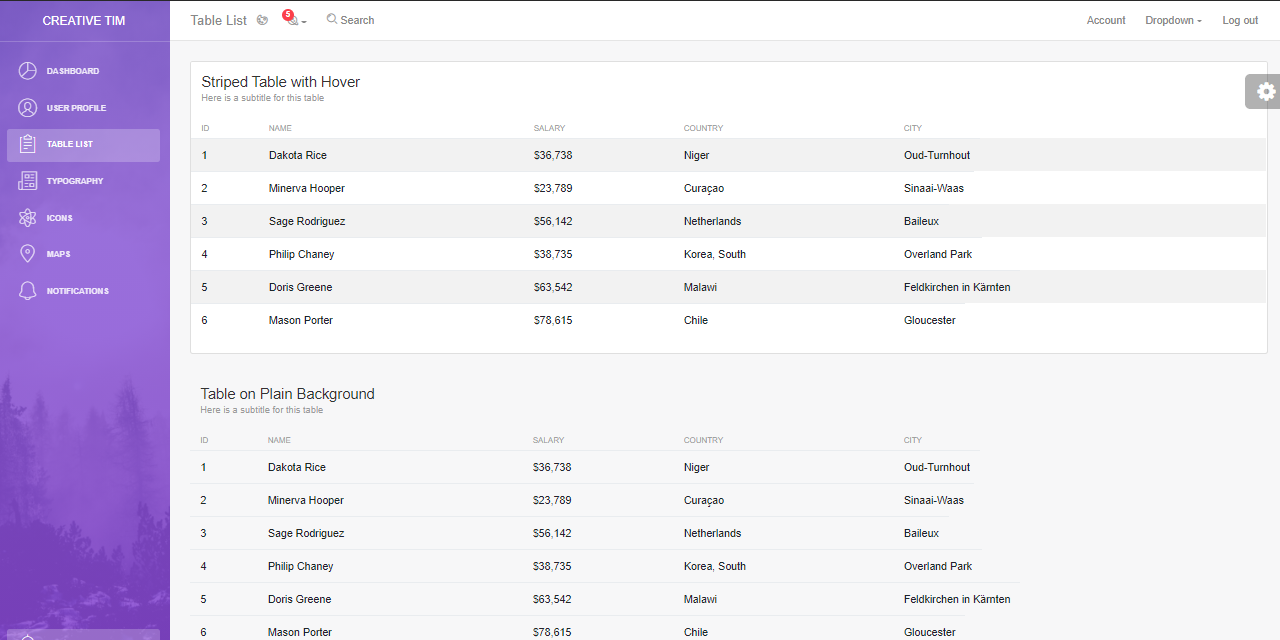 CREATIVE TIM
DASHBOARD
USER PROFILE
TABLE LIST
TYPOGRAPHY
ICONS
MAPS
NOTIFICATIONS
Table List 5 Search Account Dropdown Log out
Striped Table with Hover
Here is a subtitle for this table
ID NAME SALARY COUNTRY CITY
1 Dakota Rice $36,738 Niger Oud-Turnhout
2 Minerva Hooper $23,789 Curaçao Sinaai-Waas
3 Sage Rodriguez $56,142 Netherlands Baileux
4 Philip Chaney $38,735 Korea, South Overland Park
5 Doris Greene $63,542 Malawi Feldkirchen in Kärnten
6 Mason Porter $78,615 Chile Gloucester
Table on Plain Background
Here is a subtitle for this table
ID NAME SALARY COUNTRY CITY
1 Dakota Rice $36,738 Niger Oud-Turnhout
2 Minerva Hooper $23,789 Curaçao Sinaai-Waas
3 Sage Rodriguez $56,142 Netherlands Baileux
4 Philip Chaney $38,735 Korea, South Overland Park
5 Doris Greene $63,542 Malawi Feldkirchen in Kärnten
6 Mason Porter $78,615 Chile Gloucester